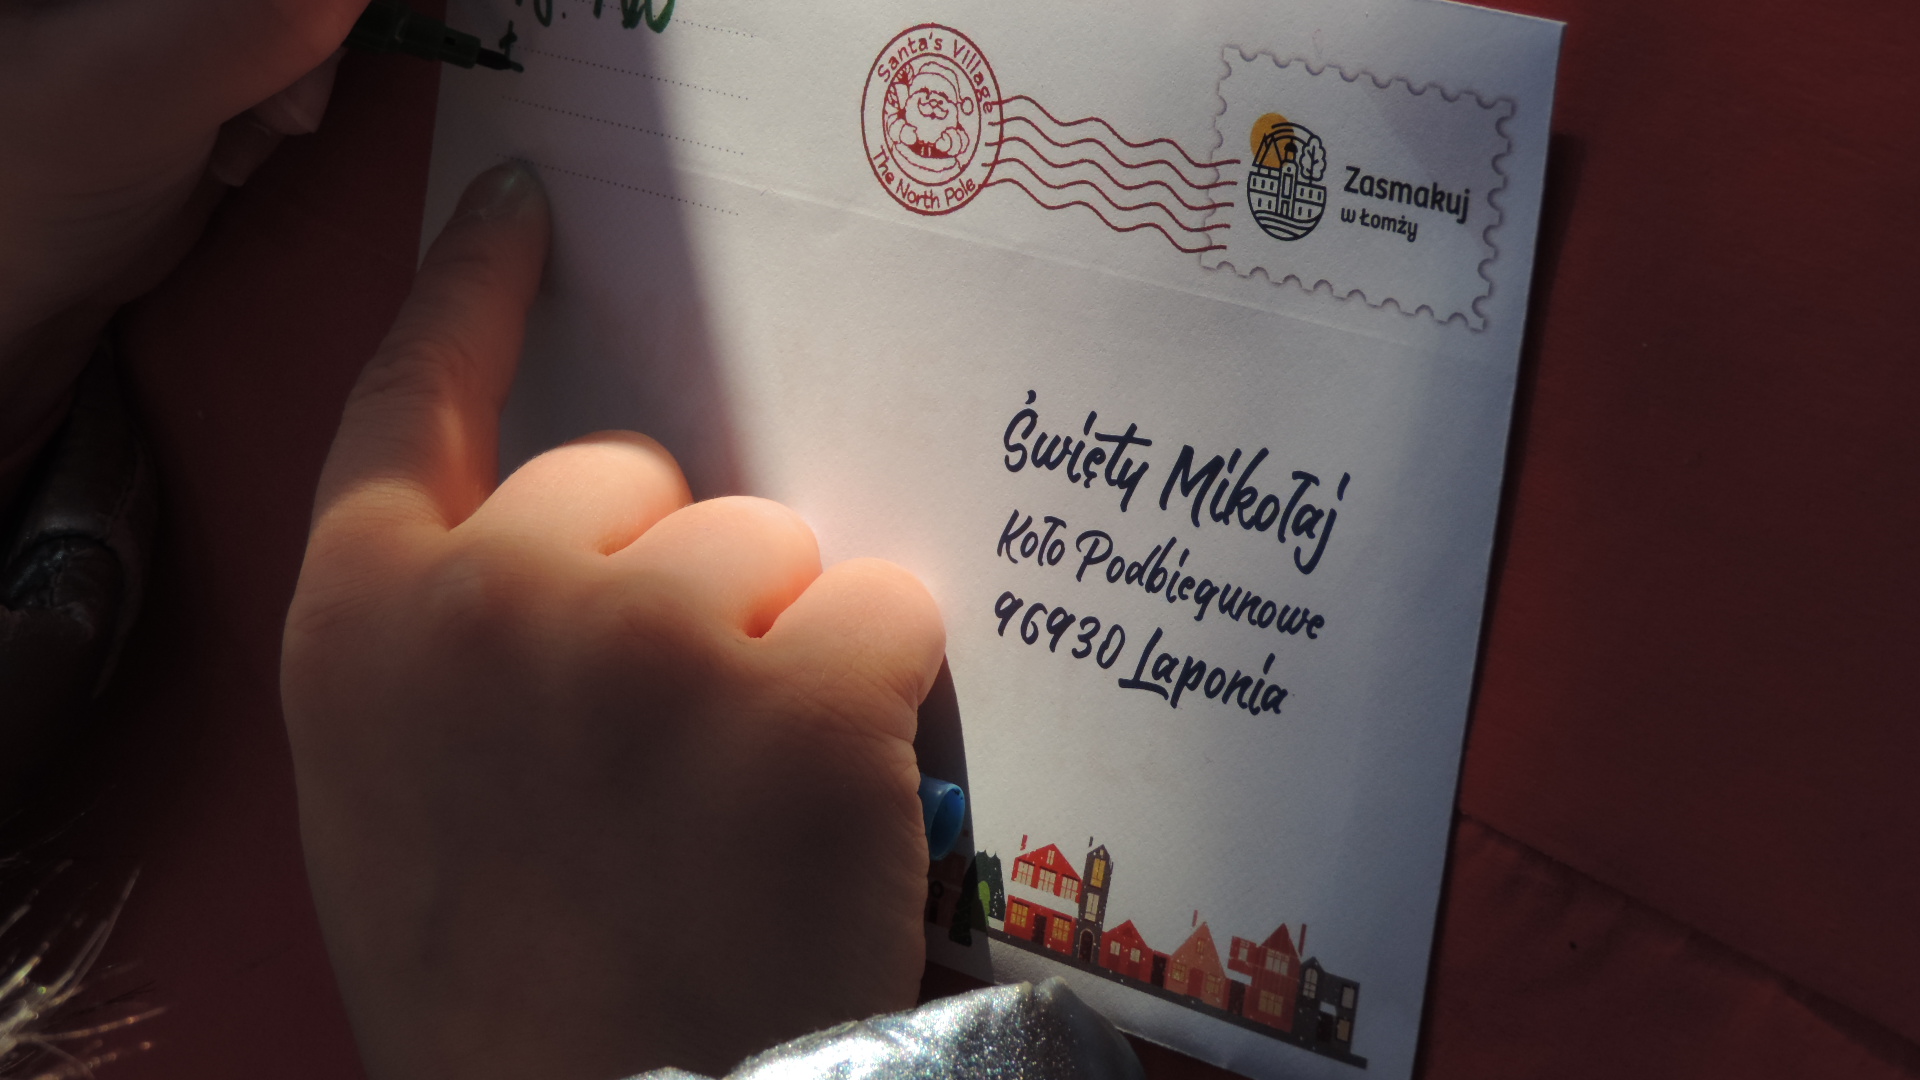 Santa's Village
The North Pole
Zasmakuj
w Łomży
Święty Mikołaj
Koło Podbiegunowe
96930 Laponia